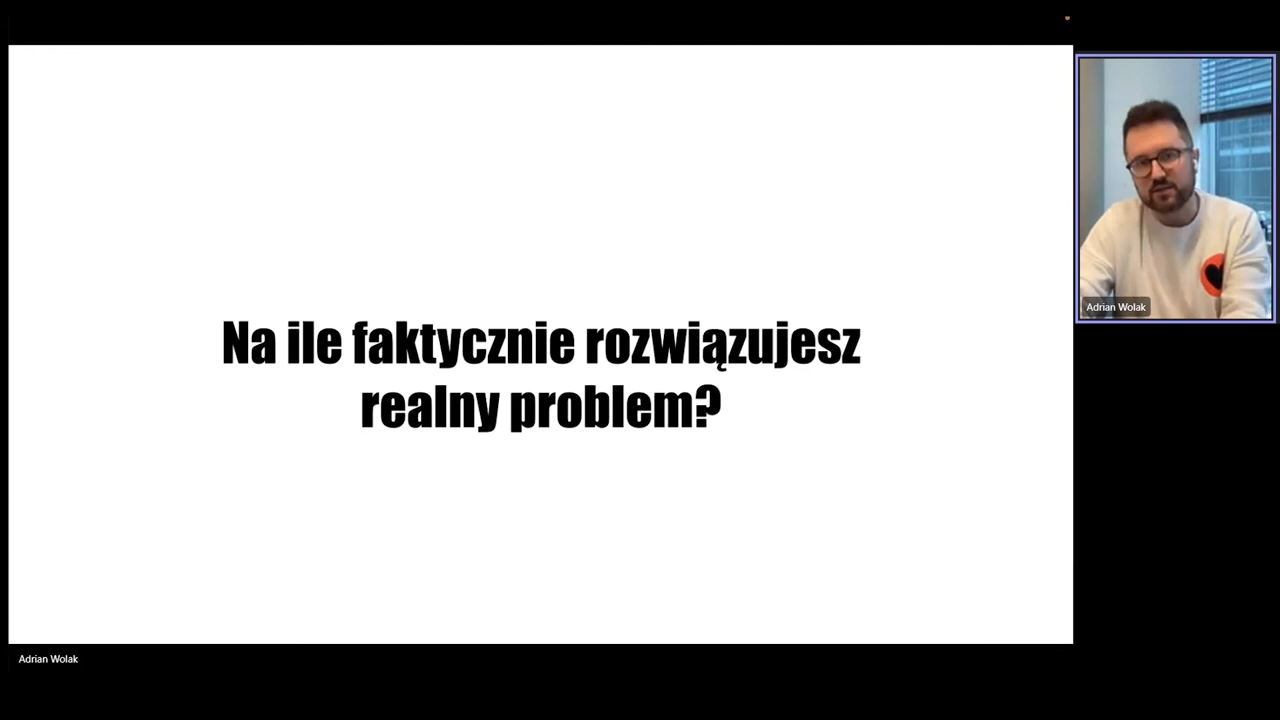 Na ile faktycznie rozwiązujesz
realny problem?
Adrian Wolak
Adrian Wolak